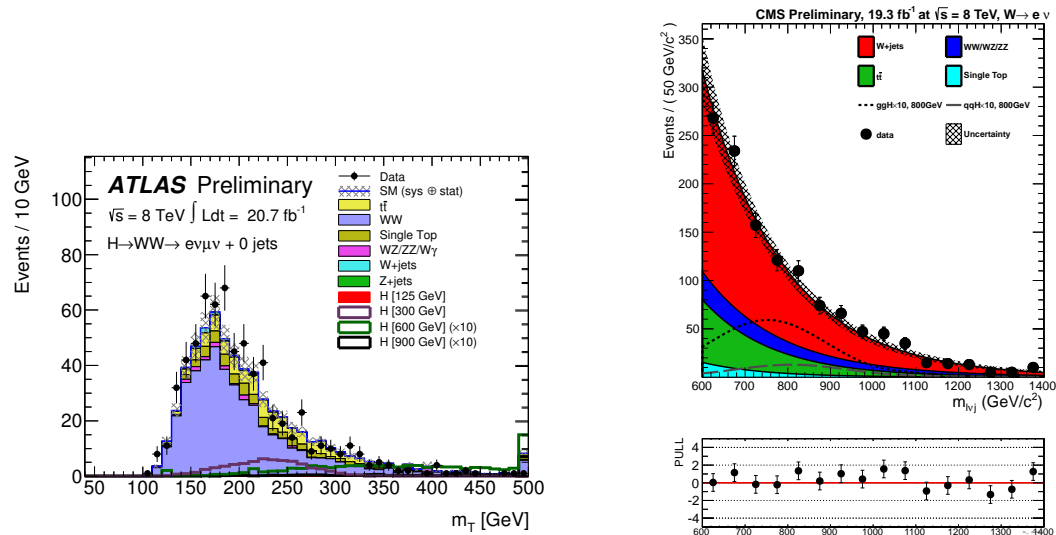 ATLAS Preliminary
√s = 8 TeV ∫ Ldt = 20.7 fb⁻¹
H→WW→ eνμν + 0 jets
Data
SM (sys ⊕ stat)
tt̄
WW
Single Top
WZ/ZZ/Wγ
W+jets
Z+jets
H [125 GeV]
H [300 GeV]
H [600 GeV] (×10)
H [900 GeV] (×10)
Events / 10 GeV
100
80
60
40
20
0
50 100 150 200 250 300 350 400 450 500
m_T [GeV]
CMS Preliminary, 19.3 fb⁻¹ at √s = 8 TeV, W→ e ν
W+jets
WW/WZ/ZZ
tt̄
Single Top
ggH×10, 800GeV
qqH×10, 800GeV
data
Uncertainty
Events / ( 50 GeV/c² )
350
300
250
200
150
100
50
600 700 800 900 1000 1100 1200 1300 1400
m_lνj (GeV/c²)
PULL
4
2
0
-2
-4
600 700 800 900 1000 1100 1200 1300 1400